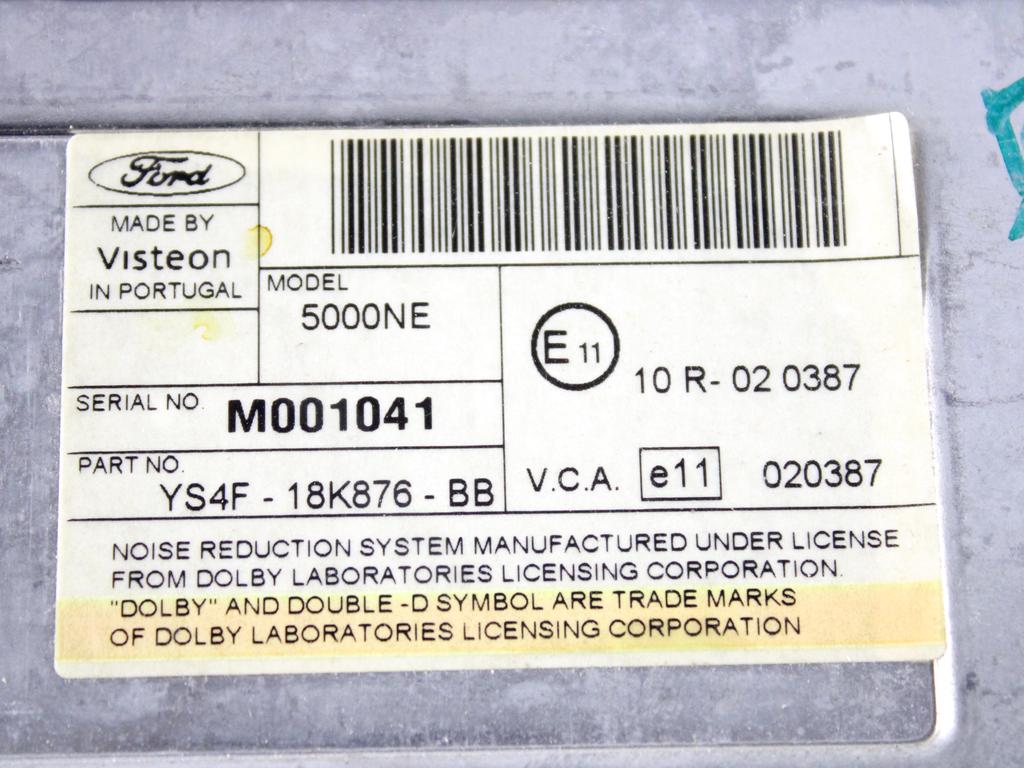 Ford
MADE BY
Visteon
IN PORTUGAL
MODEL
5000NE
E 11
10 R- 02 0387
SERIAL NO. M001041
PART NO.
YS4F - 18K876 - BB
V.C.A. e11 020387
NOISE REDUCTION SYSTEM MANUFACTURED UNDER LICENSE
FROM DOLBY LABORATORIES LICENSING CORPORATION.
"DOLBY" AND DOUBLE -D SYMBOL ARE TRADE MARKS
OF DOLBY LABORATORIES LICENSING CORPORATION